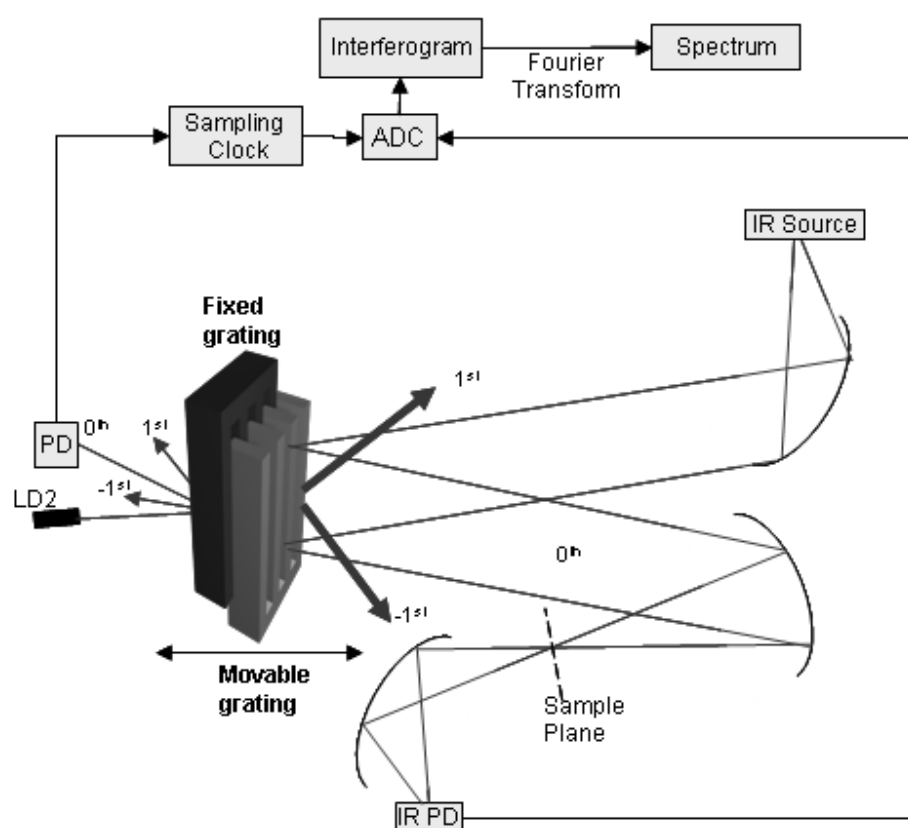 Interferogram
Spectrum
Fourier
Transform
Sampling
Clock
ADC
IR Source
Fixed
grating
1st
0th
1st
PD
-1st
LD2
0th
-1st
Movable
grating
Sample
Plane
IR PD